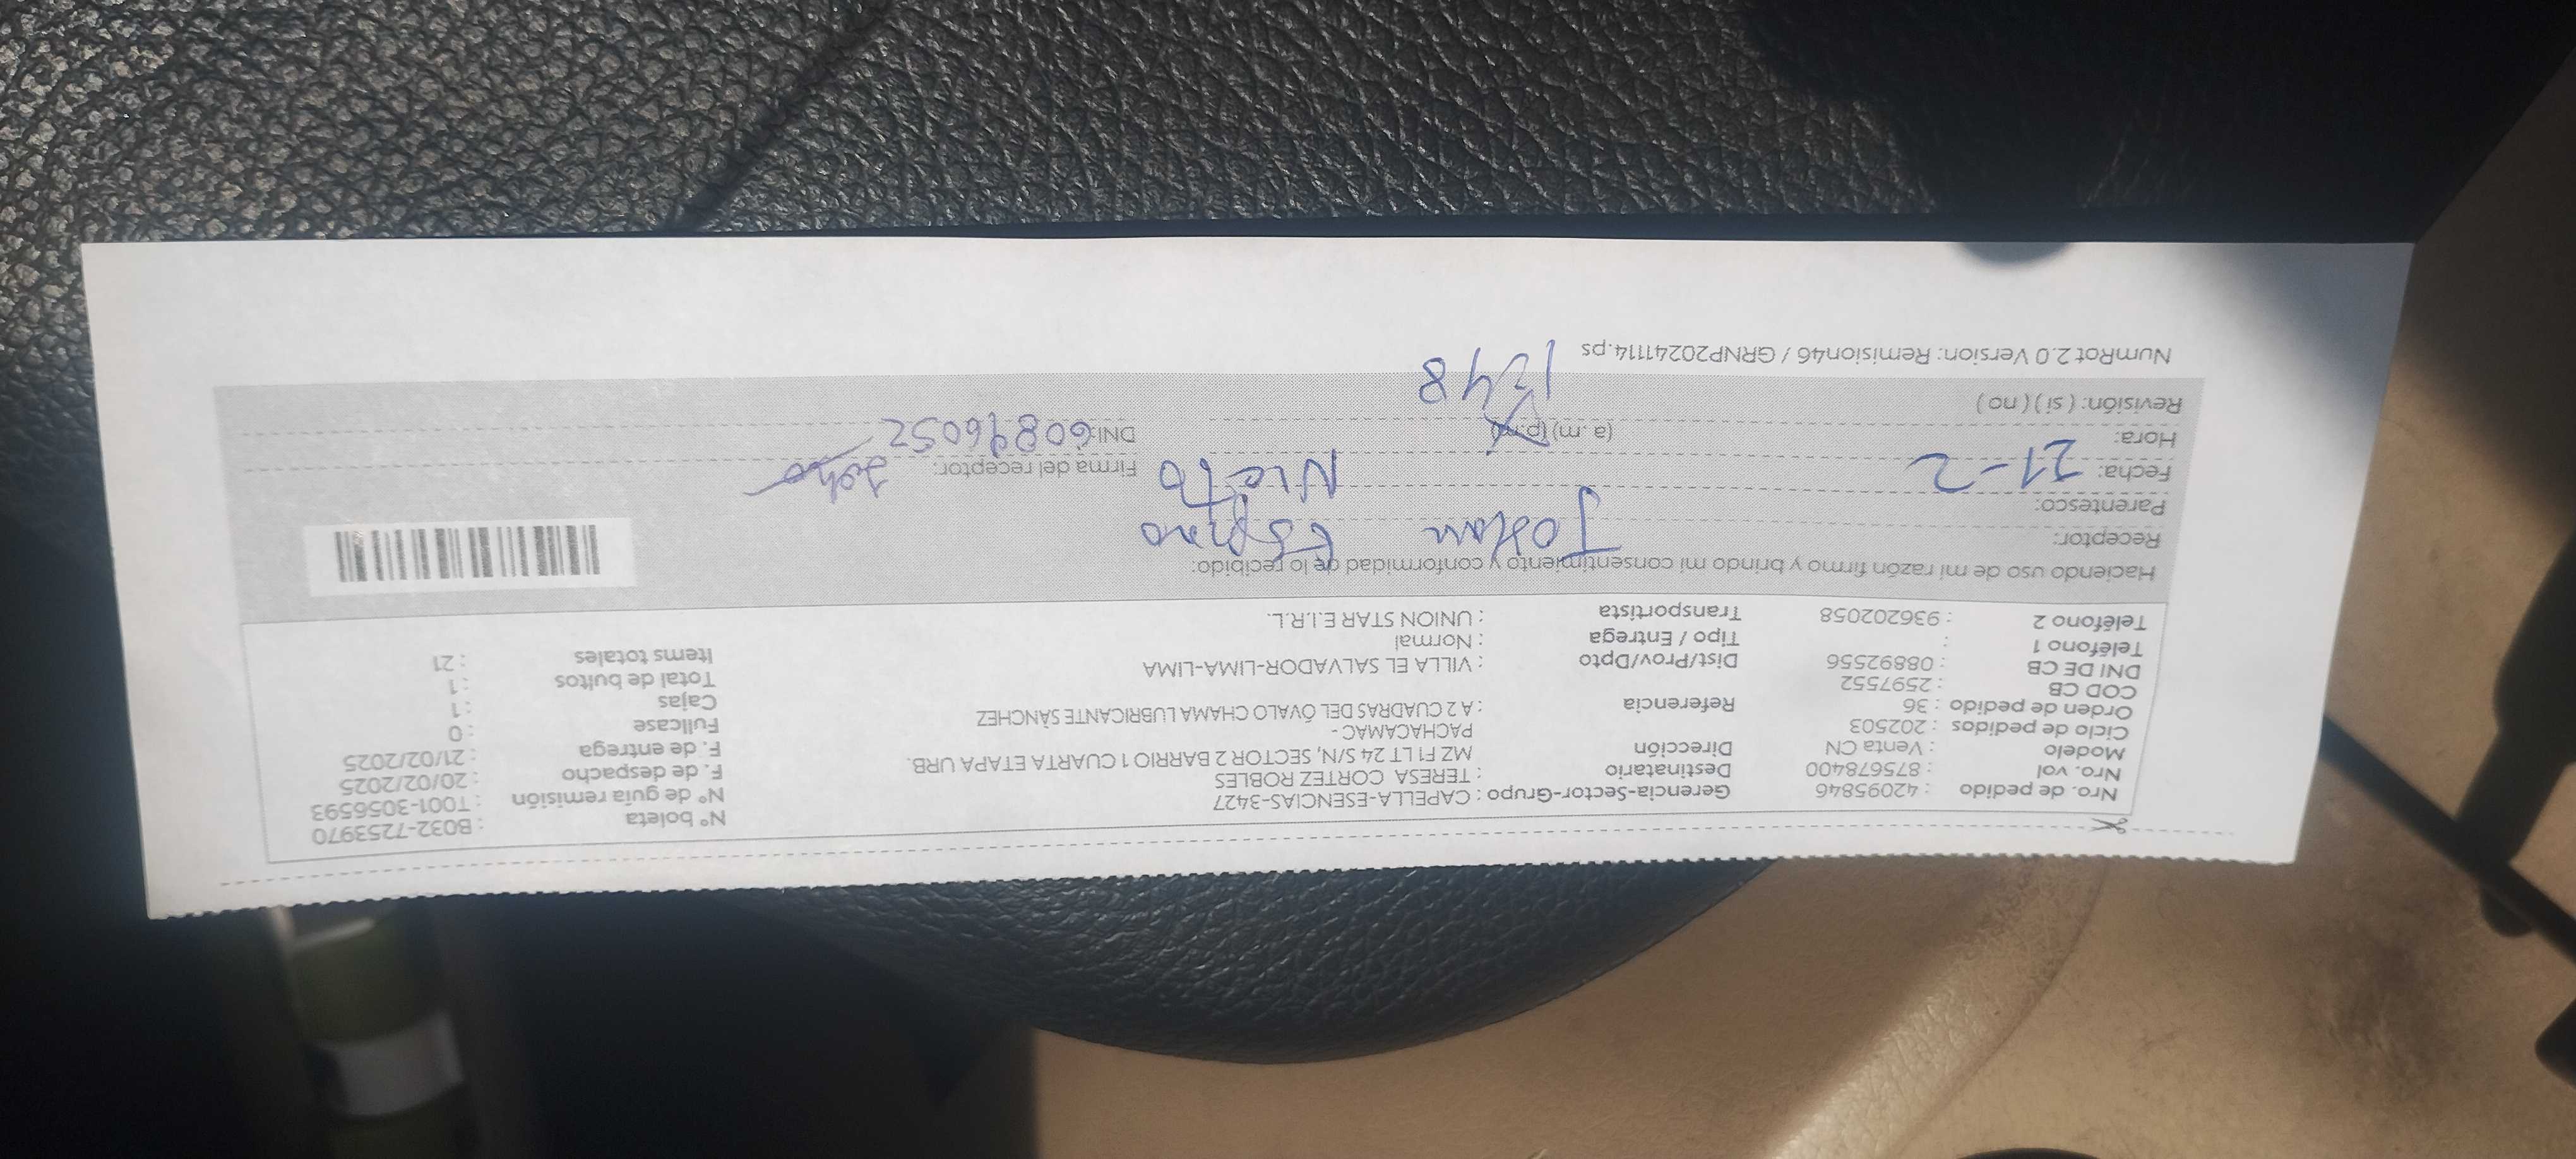 Nro. de pedido : 42095846 Gerencia-Sector-Grupo : CAPELLA-ESENCIAS-3427 N° boleta : B032-7253970
Nro. vol : 875678400 Destinatario : TERESA CORTEZ ROBLES N° de guía remisión : T001-3056593
Modelo : Venta CN Dirección MZ F1 LT 24 S/N, SECTOR 2 BARRIO 1 CUARTA ETAPA URB. F. de despacho : 20/02/2025
Ciclo de pedidos : 202503 PACHACAMAC - F. de entrega : 21/02/2025
Orden de pedido : 36 Referencia : A 2 CUADRAS DEL ÓVALO CHAMA LUBRICANTE SÀNCHEZ Fullcase : 0
COD CB : 2597552 Cajas : 1
DNI DE CB : 08892556 Dist/Prov/Dpto : VILLA EL SALVADOR-LIMA-LIMA Total de bultos : 1
Teléfono 1 : Tipo / Entrega : Normal Items totales : 21
Teléfono 2 : 936202058 Transportista : UNION STAR E.I.R.L.
Haciendo uso de mi razón firmo y brindo mi consentimiento y conformidad de lo recibido:
Receptor: Espino
Parentesco: Nieto
Fecha: 21-2 Firma del receptor:
Hora: (a .m) (p.m) DNI: 60896052
Revisión: ( si ) ( no ) 1:48
NumRot 2.0 Version: Remision46 / GRNP20241114.ps